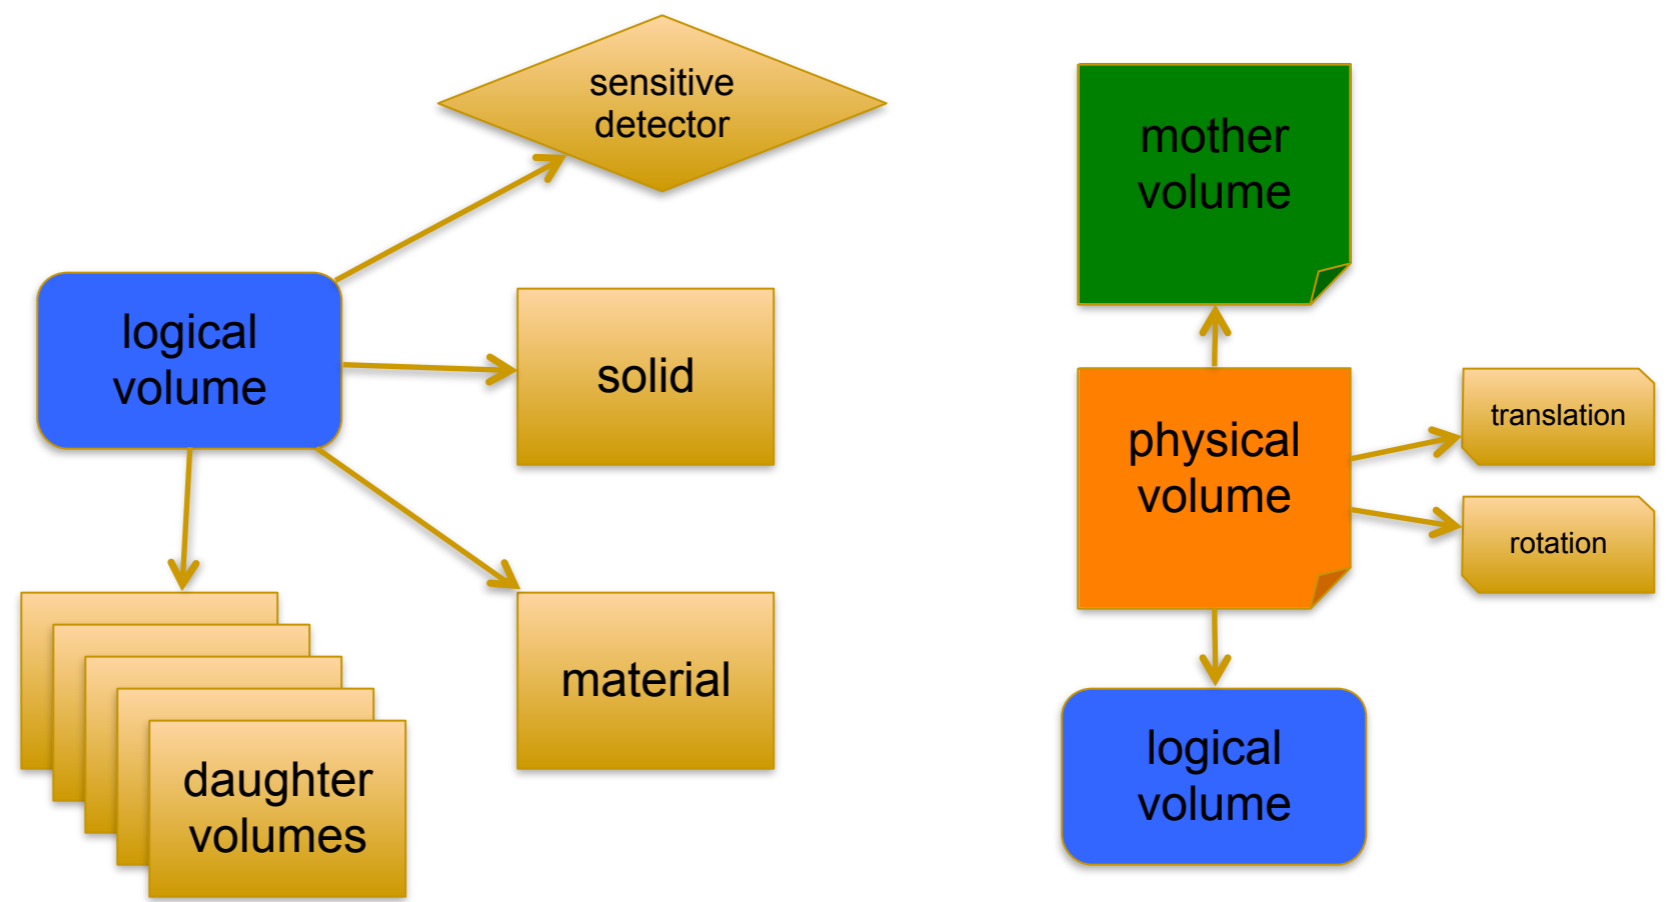 sensitive
detector
logical
volume
solid
material
daughter
volumes
mother
volume
physical
volume
translation
rotation
logical
volume